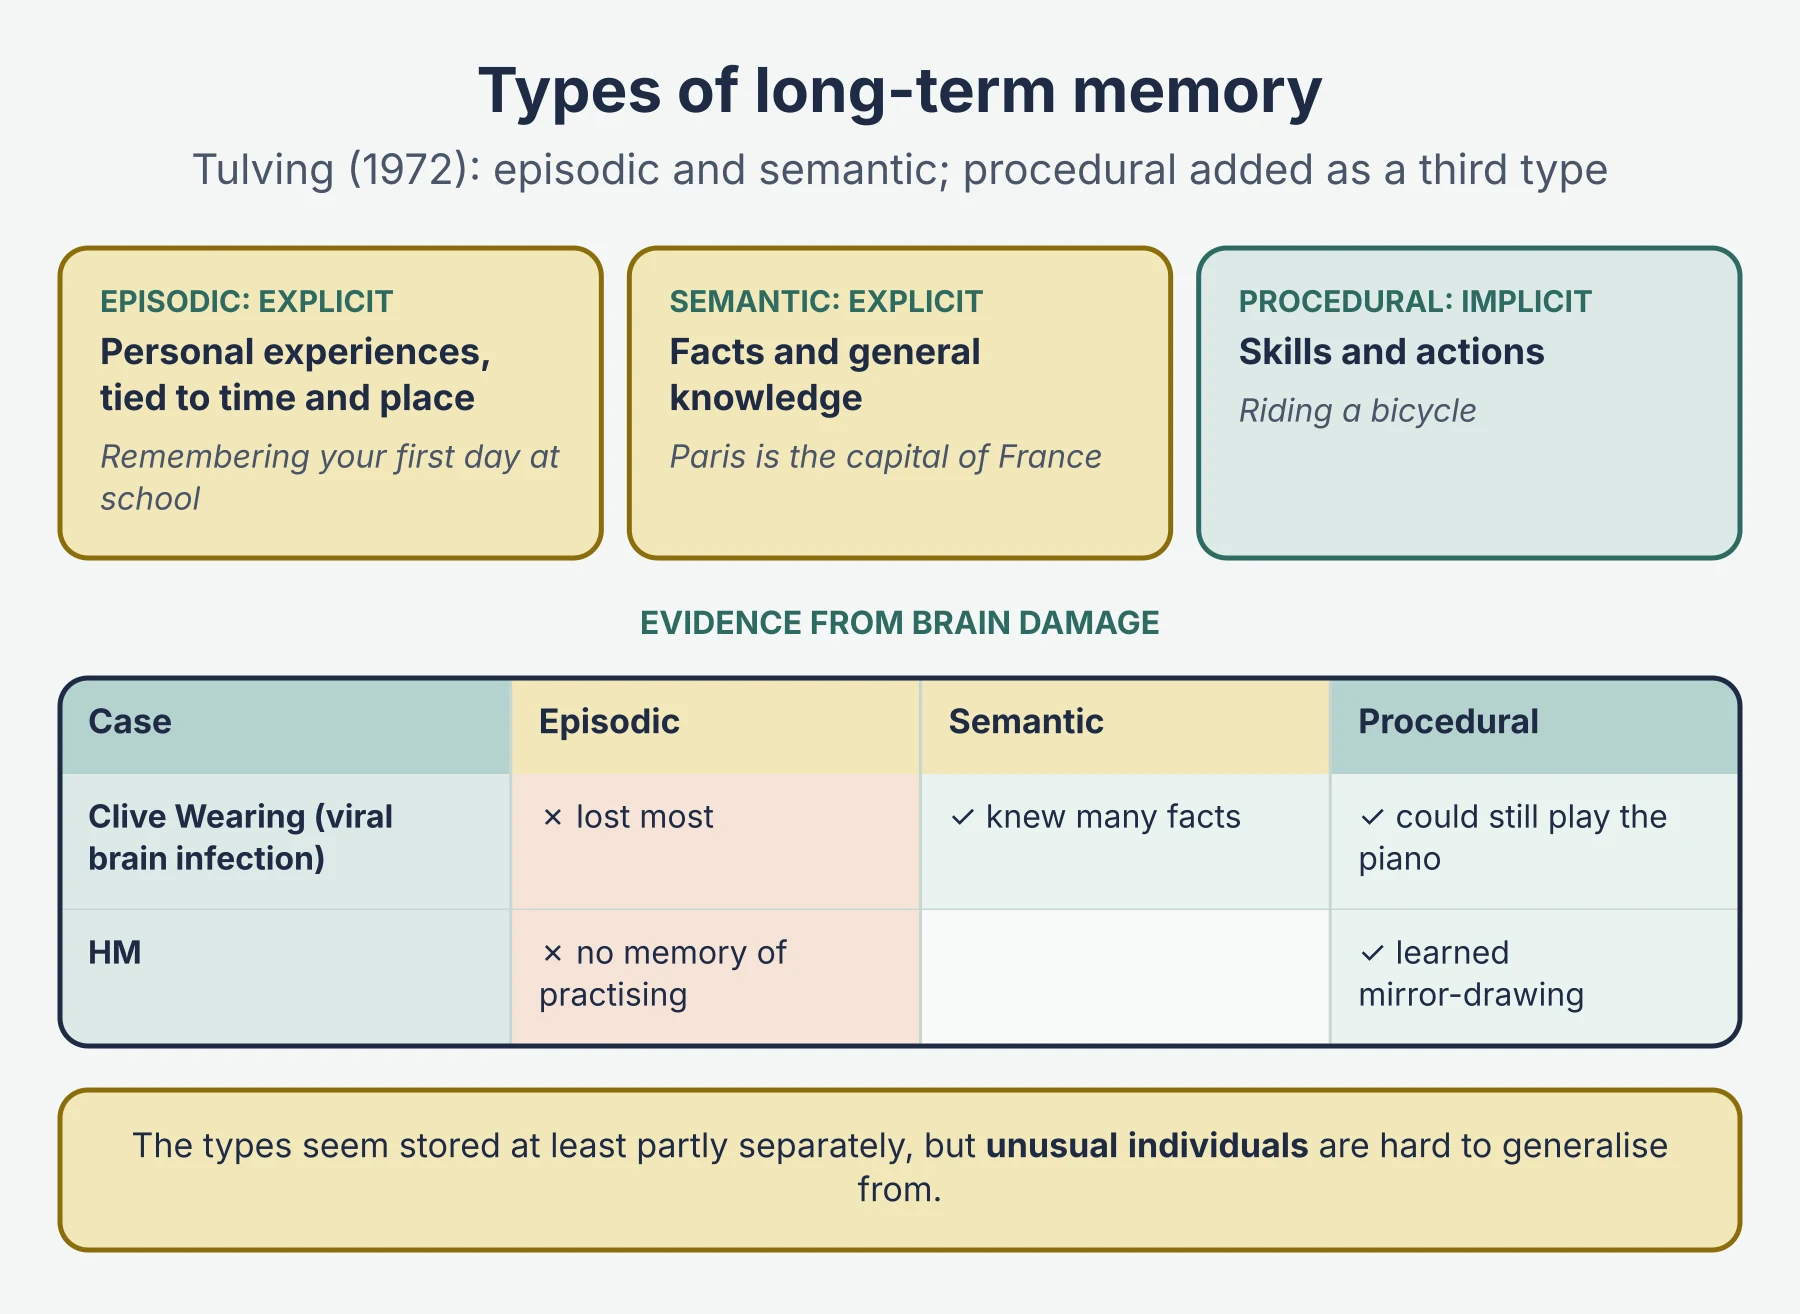 Types of long-term memory
Tulving (1972): episodic and semantic; procedural added as a third type
EPISODIC: EXPLICIT
Personal experiences,
tied to time and place
Remembering your first day at
school
SEMANTIC: EXPLICIT
Facts and general
knowledge
Paris is the capital of France
PROCEDURAL: IMPLICIT
Skills and actions
Riding a bicycle
EVIDENCE FROM BRAIN DAMAGE
Case
Episodic
Semantic
Procedural
Clive Wearing (viral
brain infection)
× lost most
✓ knew many facts
✓ could still play the
piano
HM
× no memory of
practising
✓ learned
mirror-drawing
The types seem stored at least partly separately, but unusual individuals are hard to generalise
from.